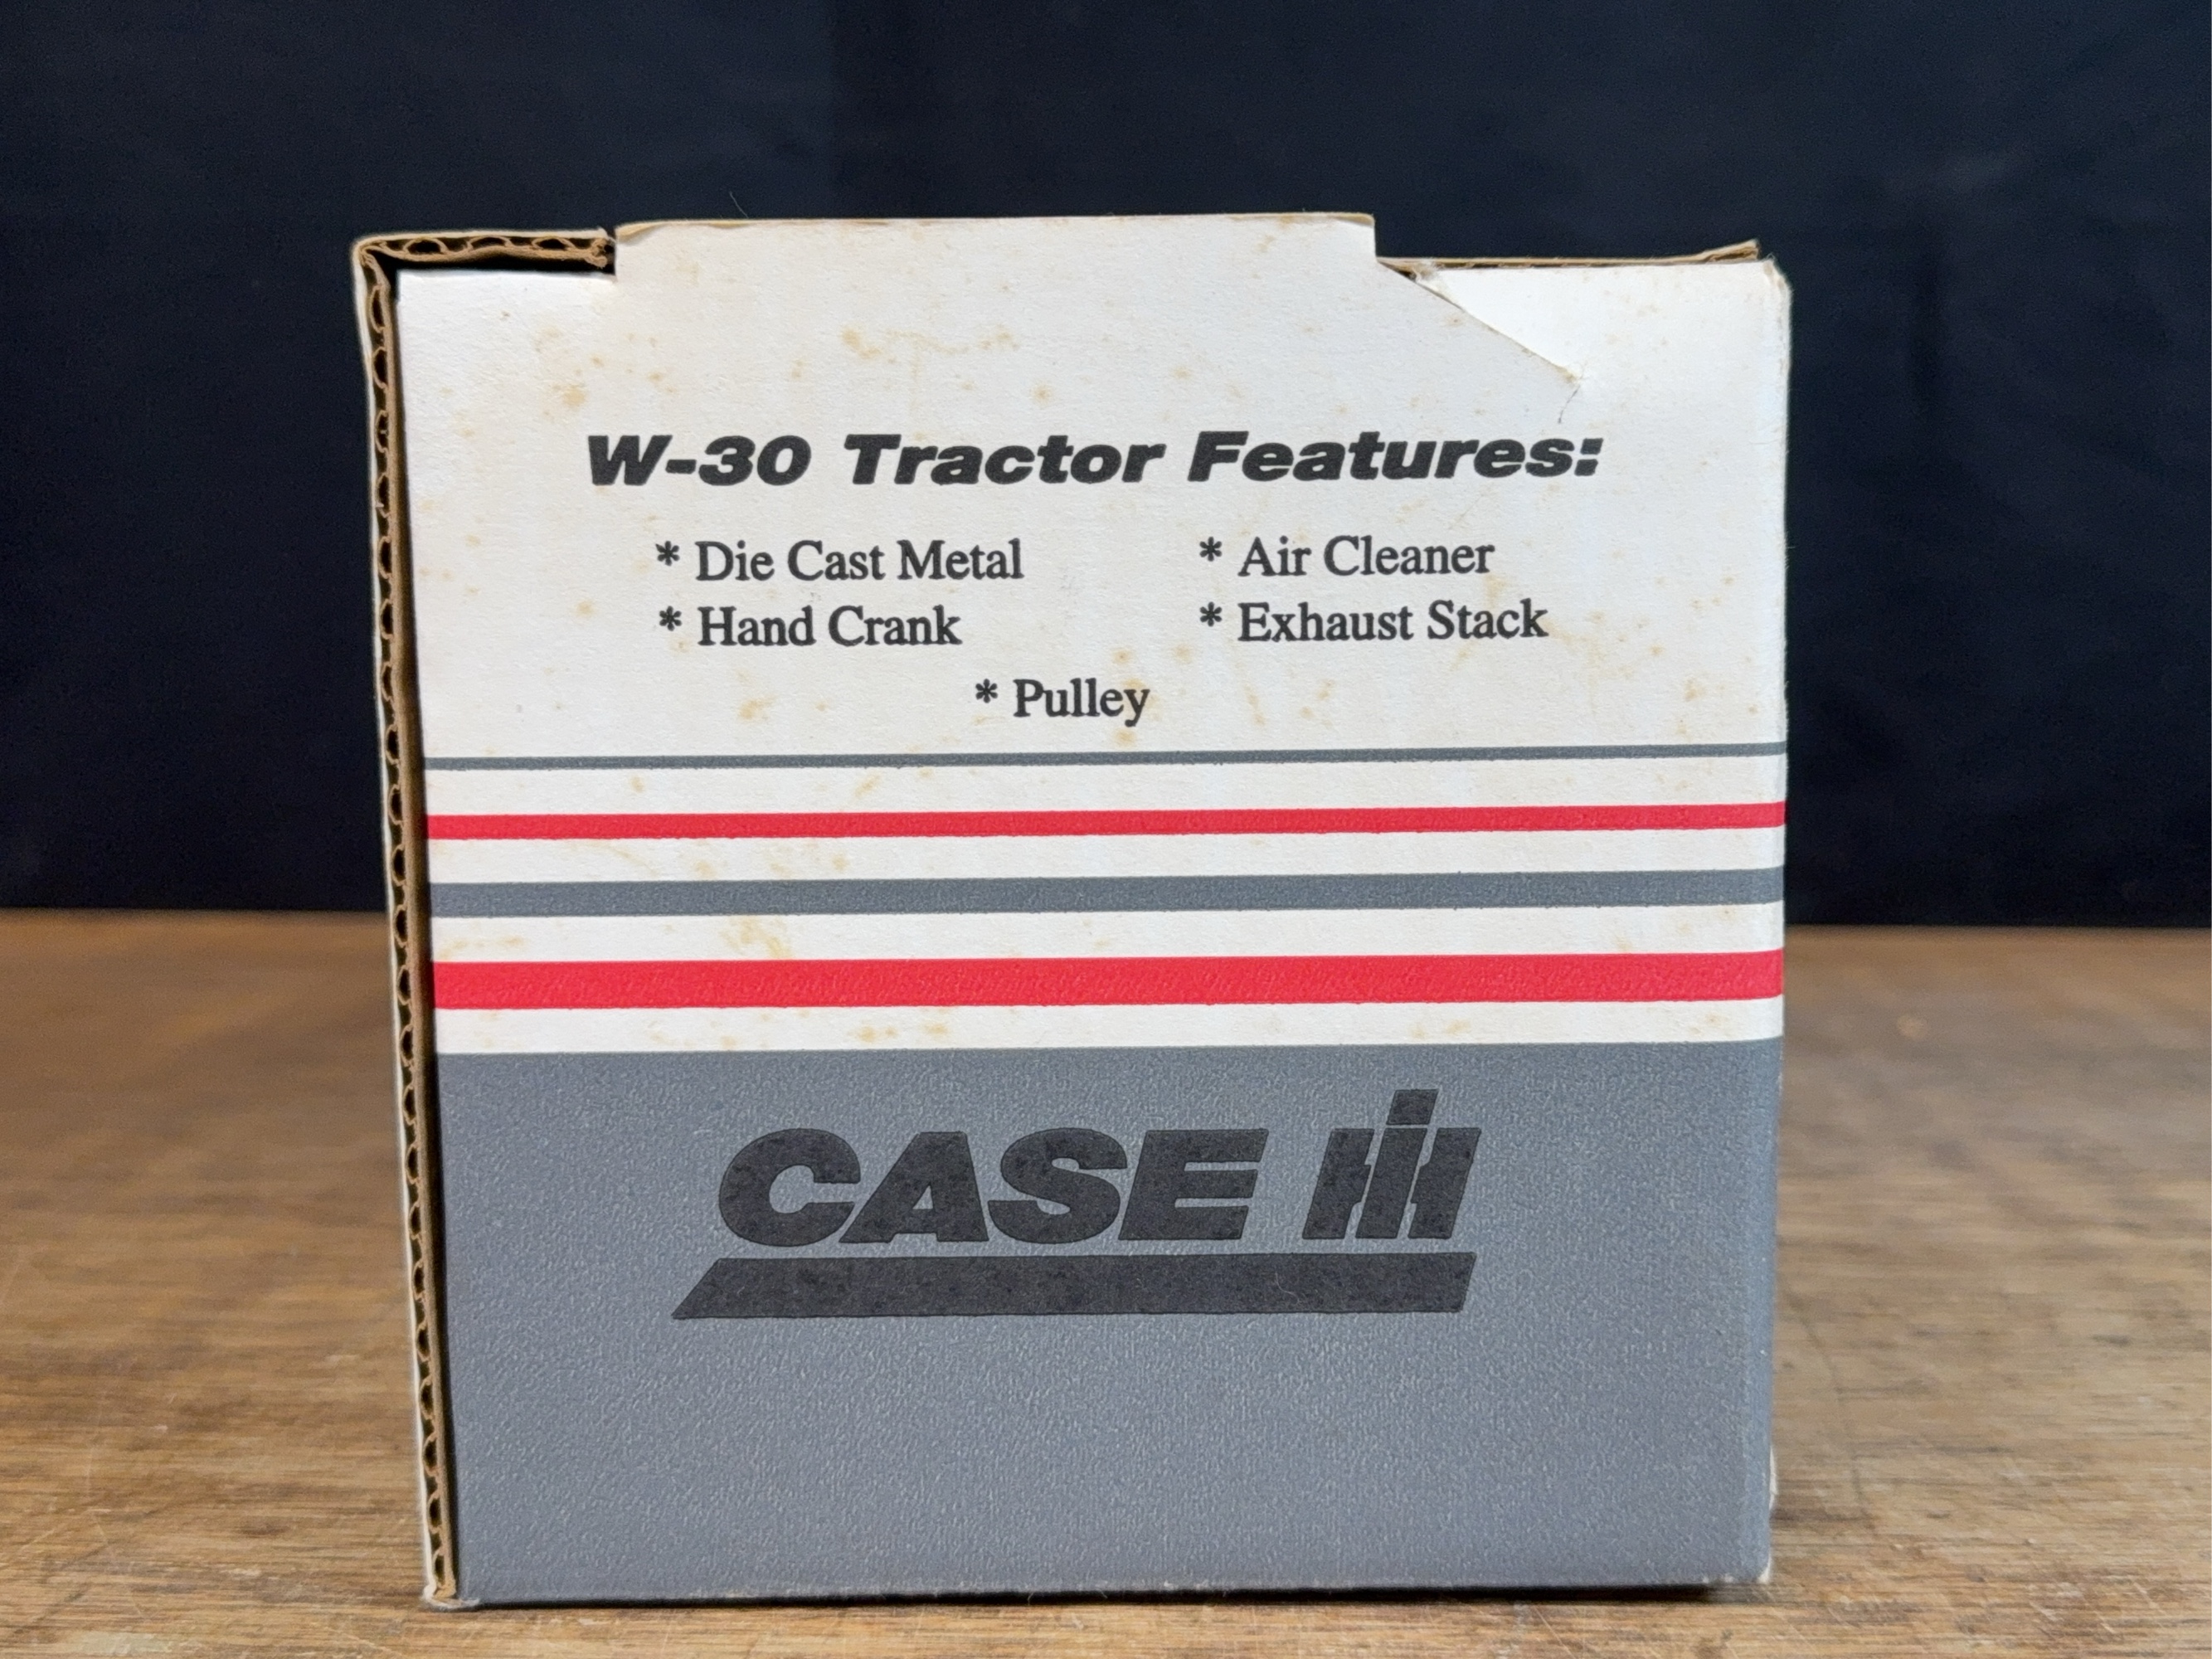 W-30 Tractor Features:
* Die Cast Metal * Air Cleaner
* Hand Crank * Exhaust Stack
* Pulley
CASE IH